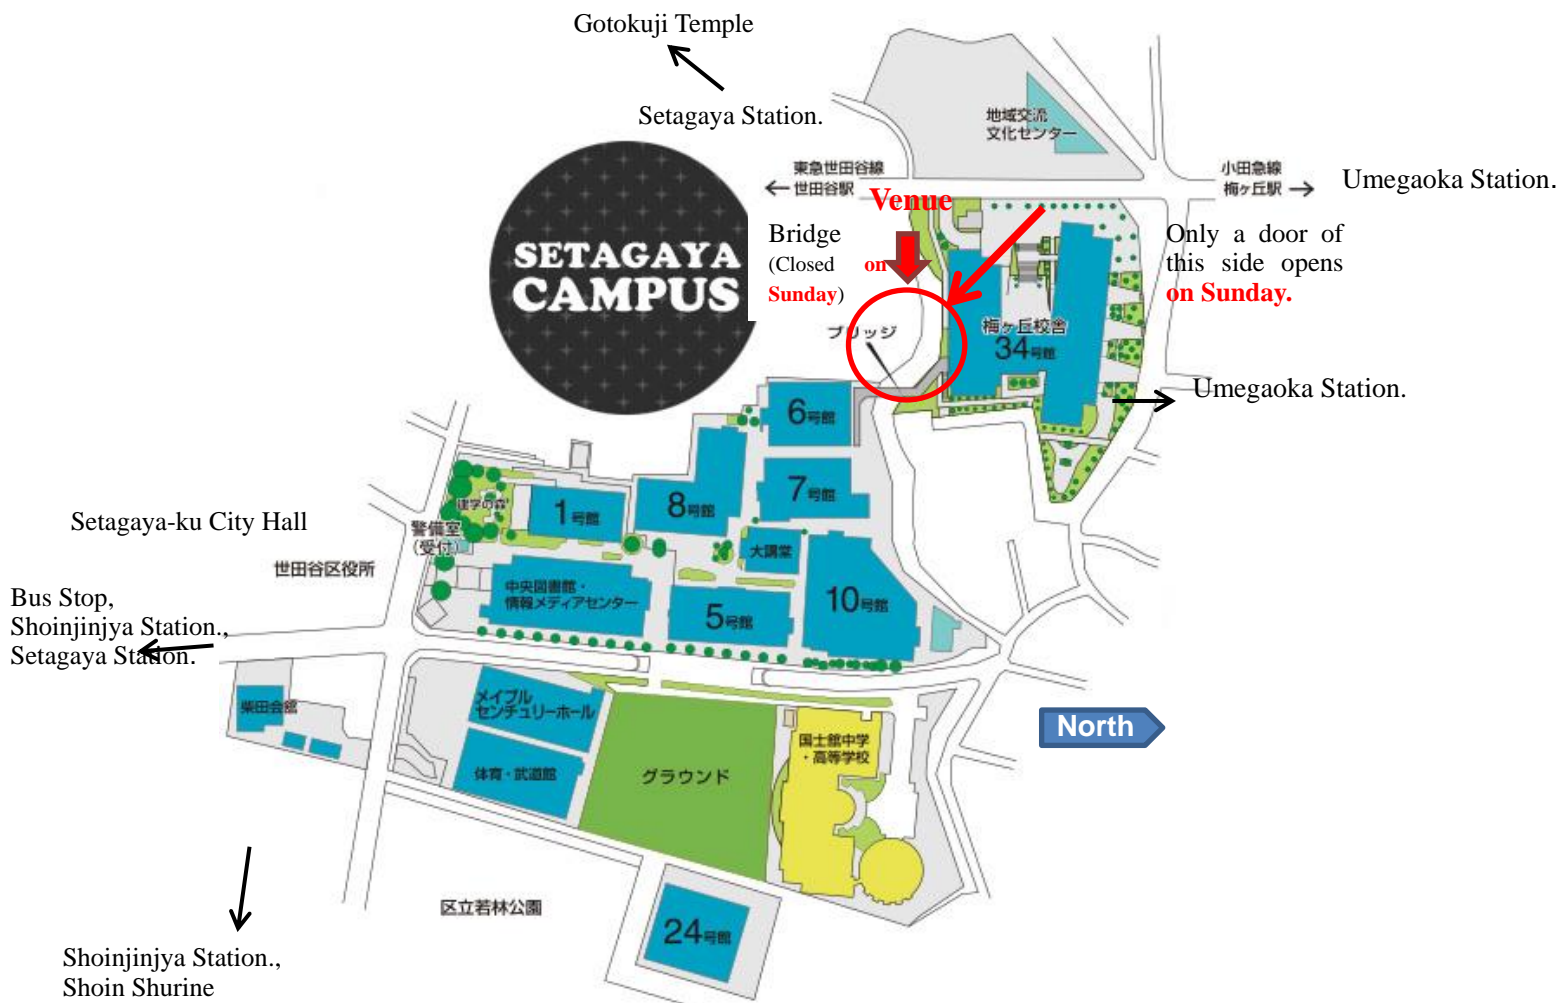 Gotokuji Temple
Setagaya Station.
地域交流
文化センター
東急世田谷線
← 世田谷駅
小田急線
梅ヶ丘駅 →
Umegaoka Station.
Venue
SETAGAYA
CAMPUS
Bridge
(Closed on
Sunday)
Only a door of
this side opens
on Sunday.
ブリッジ
梅ヶ丘校舎
34号館
Umegaoka Station.
6号館
7号館
8号館
1号館
建学の森
警備室
(受付)
大講堂
Setagaya-ku City Hall
世田谷区役所
中央図書館・
情報メディアセンター
5号館
10号館
Bus Stop,
Shoinjinjya Station.,
Setagaya Station.
柴田会館
メイプル
センチュリーホール
体育・武道館
グラウンド
国士舘中学
・高等学校
North
区立若林公園
24号館
Shoinjinjya Station.,
Shoin Shurine